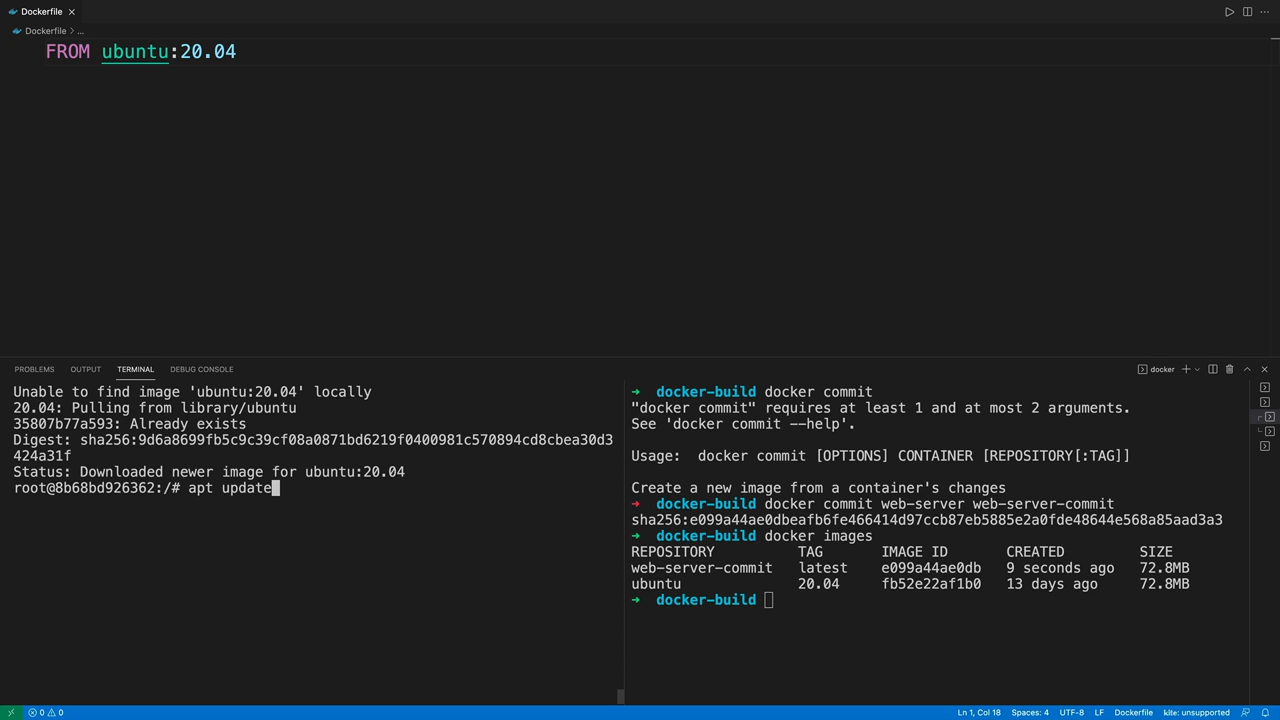 Dockerfile
Dockerfile > ...
FROM ubuntu:20.04
PROBLEMS OUTPUT TERMINAL DEBUG CONSOLE
docker
Unable to find image 'ubuntu:20.04' locally
20.04: Pulling from library/ubuntu
35807b77a593: Already exists
Digest: sha256:9d6a8699fb5c9c39cf08a0871bd6219f0400981c570894cd8cbea30d3
424a31f
Status: Downloaded newer image for ubuntu:20.04
root@8b68bd926362:/# apt update
→ docker-build docker commit
"docker commit" requires at least 1 and at most 2 arguments.
See 'docker commit --help'.
Usage:  docker commit [OPTIONS] CONTAINER [REPOSITORY[:TAG]]
Create a new image from a container's changes
→ docker-build docker commit web-server web-server-commit
sha256:e099a44ae0dbeafb6fe466414d97ccb87eb5885e2a0fde48644e568a85aad3a3
→ docker-build docker images
REPOSITORY TAG IMAGE ID CREATED SIZE
web-server-commit latest e099a44ae0db 9 seconds ago 72.8MB
ubuntu 20.04 fb52e22af1b0 13 days ago 72.8MB
→ docker-build
0 0
Ln 1, Col 18 Spaces: 4 UTF-8 LF Dockerfile kite: unsupported